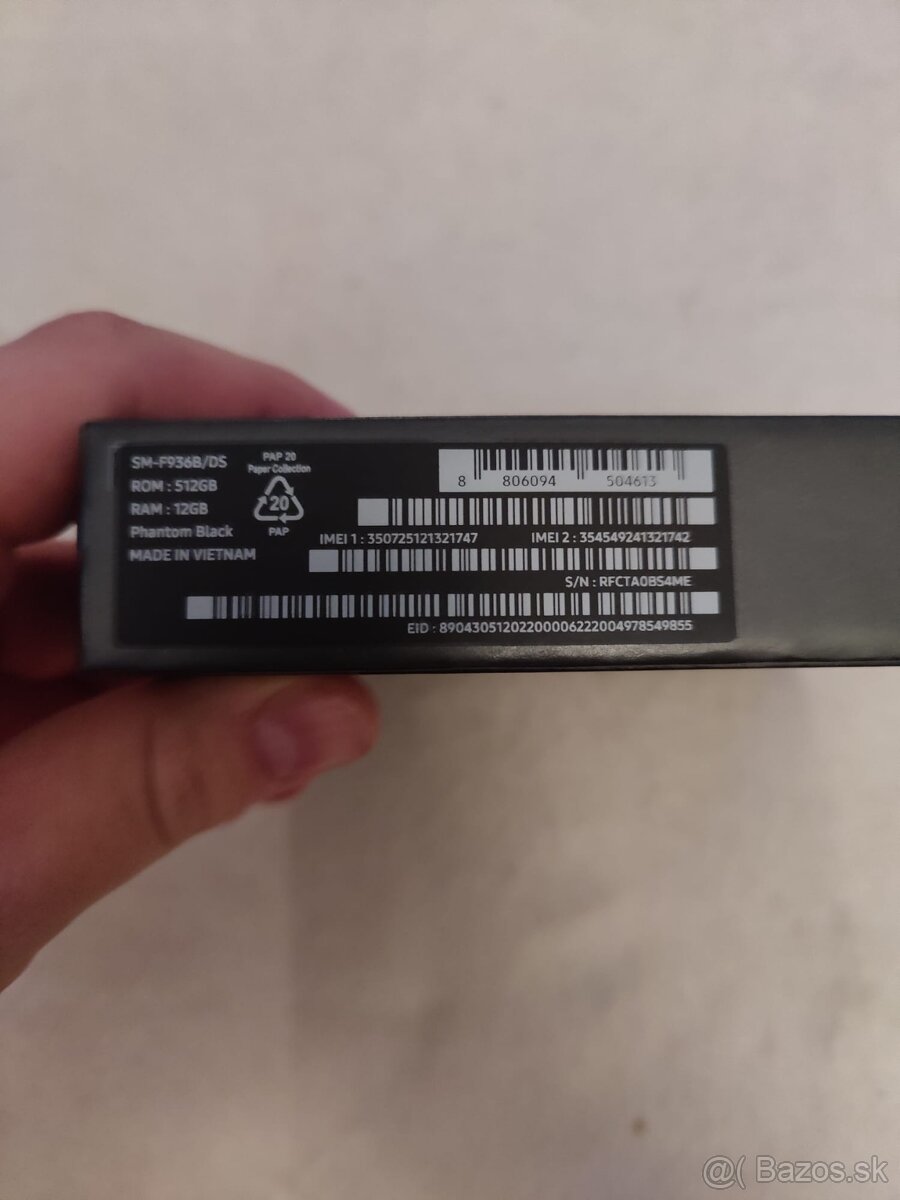 SM-F936B/DS
ROM : 512GB
RAM : 12GB
Phantom Black
MADE IN VIETNAM
PAP 20
Paper Collection
20
PAP
8 806094 504613
IMEI 1 : 350725121321747 IMEI 2 : 354549241321742
S/N : RFCTA0BS4ME
EID : 89043051202200006222004978549855
@( Bazos.sk